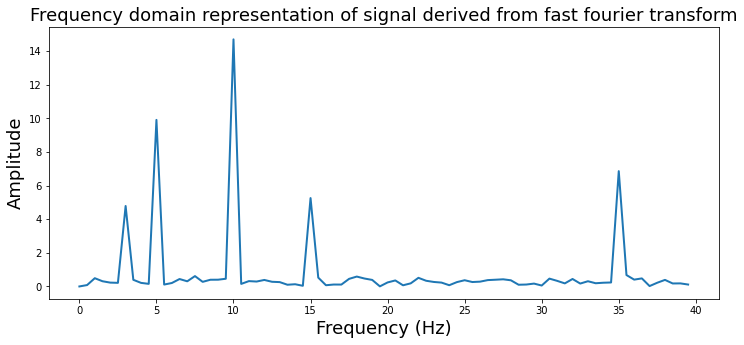 Frequency domain representation of signal derived from fast fourier transform
14
12
10
8
6
4
2
0
Amplitude
0 5 10 15 20 25 30 35 40
Frequency (Hz)